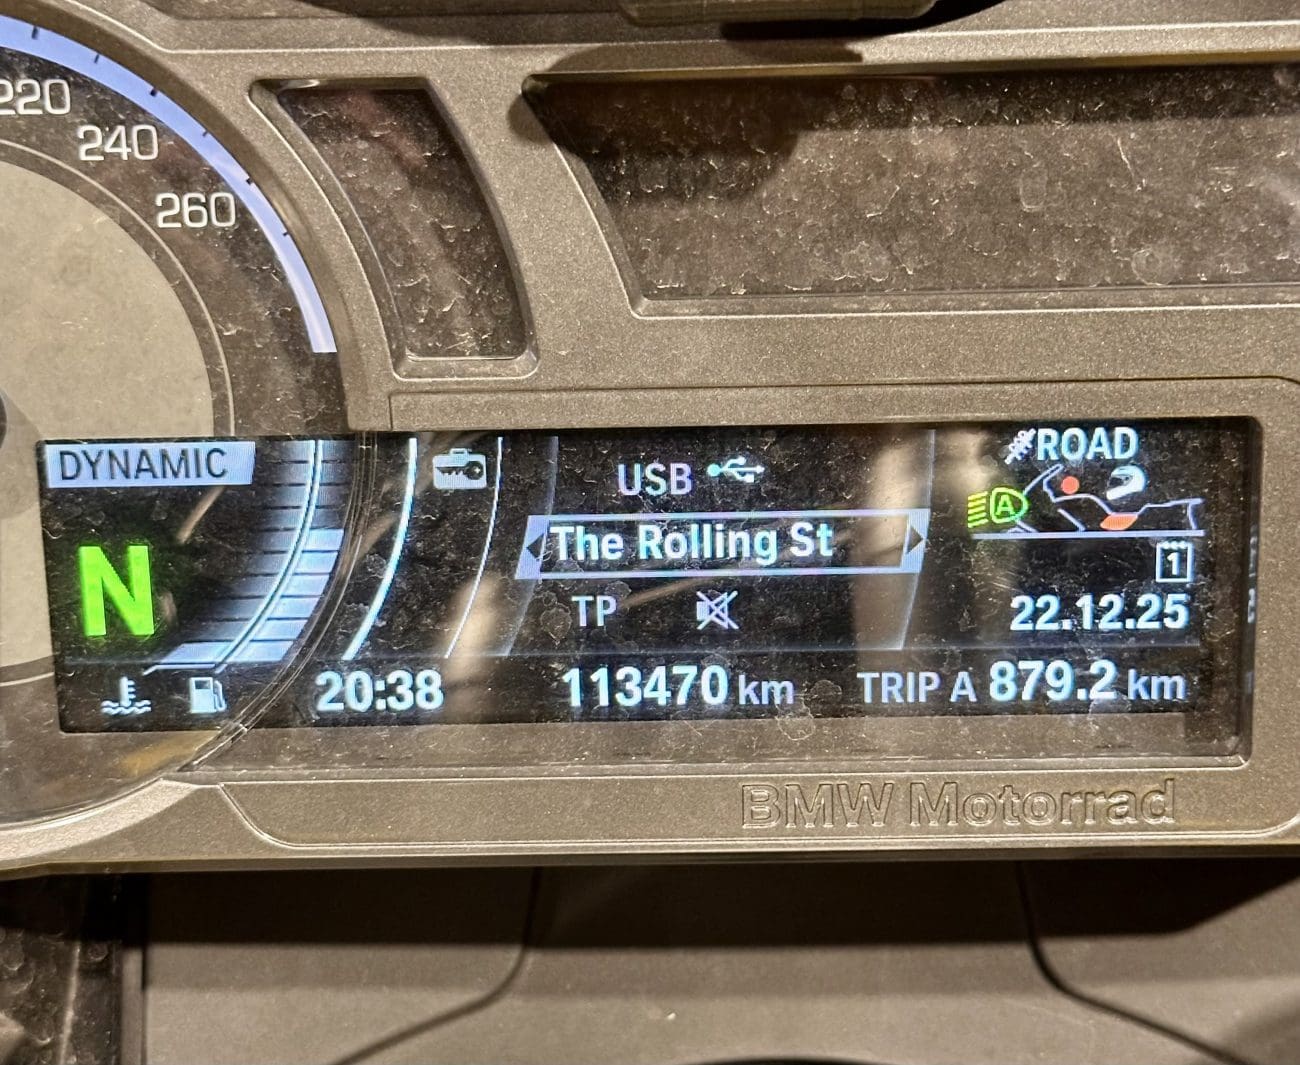 220
240
260
DYNAMIC
USB
ROAD
A
The Rolling St
N
1
TP
22.12.25
20:38
113470 km
TRIP A 879.2 km
BMW Motorrad